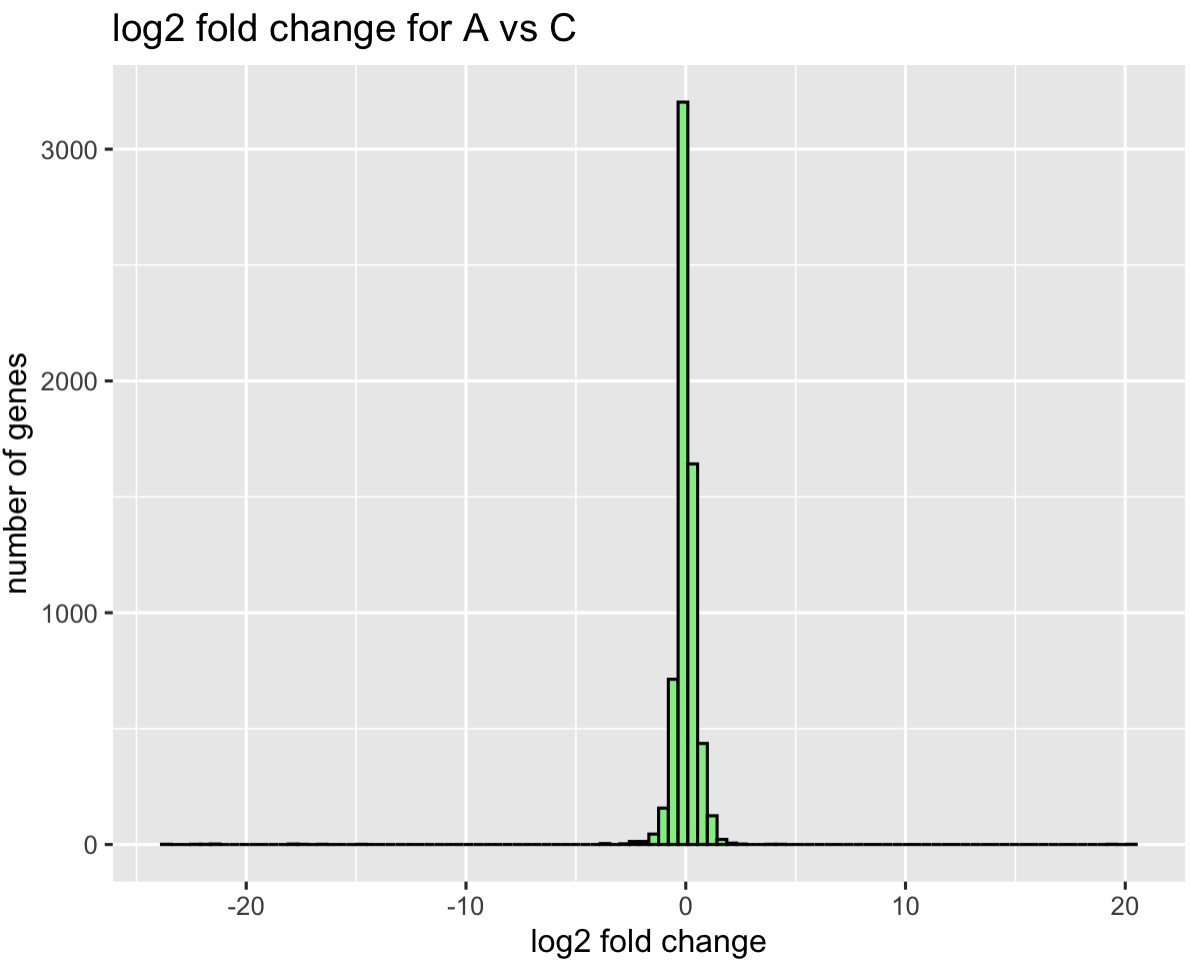 log2 fold change for A vs C
number of genes
3000
2000
1000
0
-20 -10 0 10 20
log2 fold change